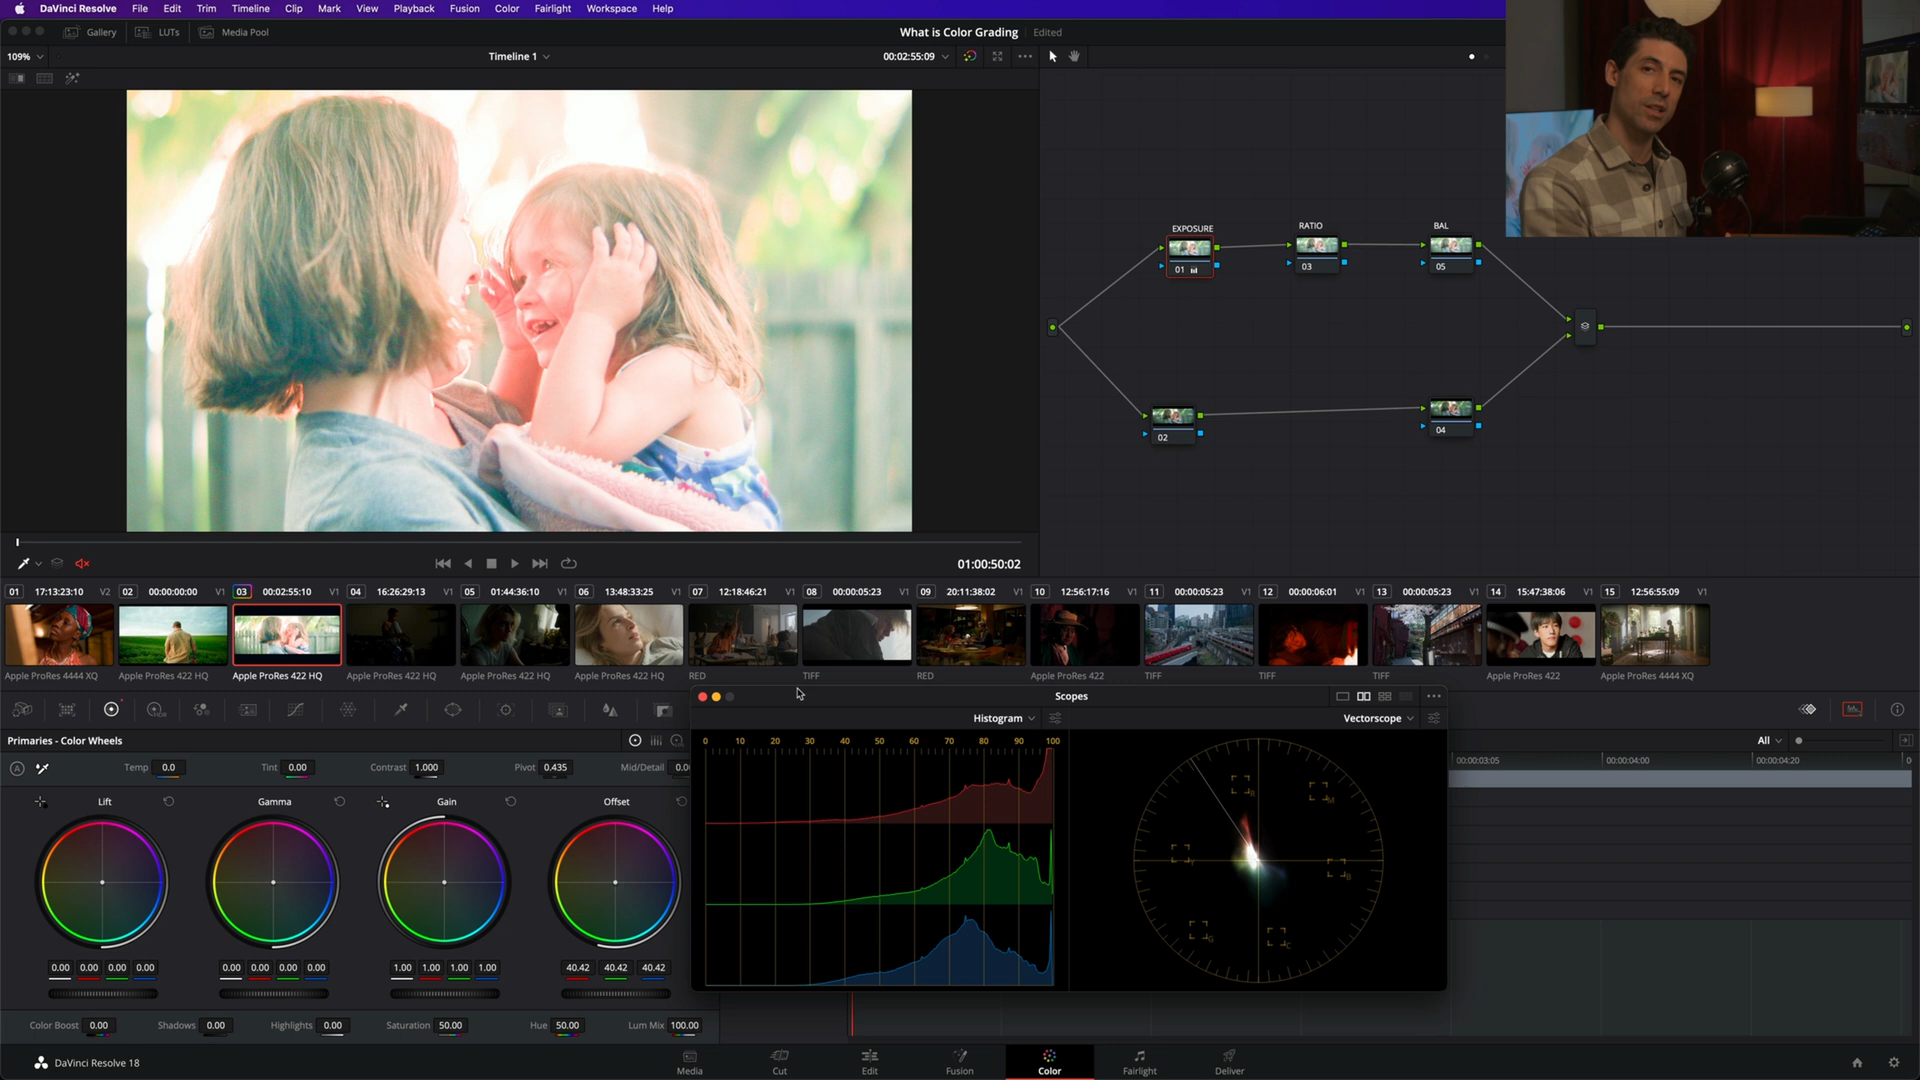 DaVinci Resolve File Edit Trim Timeline Clip Mark View Playback Fusion Color Fairlight Workspace Help
Gallery LUTs Media Pool What is Color Grading Edited
109% Timeline 1 00:02:55:09
EXPOSURE RATIO BAL
01 03 05
02 04
01:00:50:02
01 17:13:23:10 V2 02 00:00:00:00 V1 03 00:02:55:10 V1 04 16:26:29:13 V1 05 01:44:36:10 V1 06 13:48:33:25 V1 07 12:18:46:21 V1 08 00:00:05:23 V1 09 20:11:38:02 V1 10 12:56:17:16 V1 11 00:00:05:23 V1 12 00:00:06:01 V1 13 00:00:05:23 V1 14 15:47:38:06 V1 15 12:56:55:09 V1
Apple ProRes 4444 XQ Apple ProRes 422 HQ Apple ProRes 422 HQ Apple ProRes 422 HQ Apple ProRes 422 HQ Apple ProRes 422 HQ RED TIFF RED Apple ProRes 422 TIFF TIFF TIFF Apple ProRes 422 Apple ProRes 4444 XQ
Scopes
Histogram Vectorscope
Primaries - Color Wheels
All
0 10 20 30 40 50 60 70 80 90 100
00:00:03:05 00:00:04:00 00:00:04:20
A Temp 0.0 Tint 0.00 Contrast 1.000 Pivot 0.435 Mid/Detail 0.0
Lift Gamma Gain Offset
R M
Y B
G C
0.00 0.00 0.00 0.00 0.00 0.00 0.00 0.00 1.00 1.00 1.00 1.00 40.42 40.42 40.42
Color Boost 0.00 Shadows 0.00 Highlights 0.00 Saturation 50.00 Hue 50.00 Lum Mix 100.00
DaVinci Resolve 18 Media Cut Edit Fusion Color Fairlight Deliver